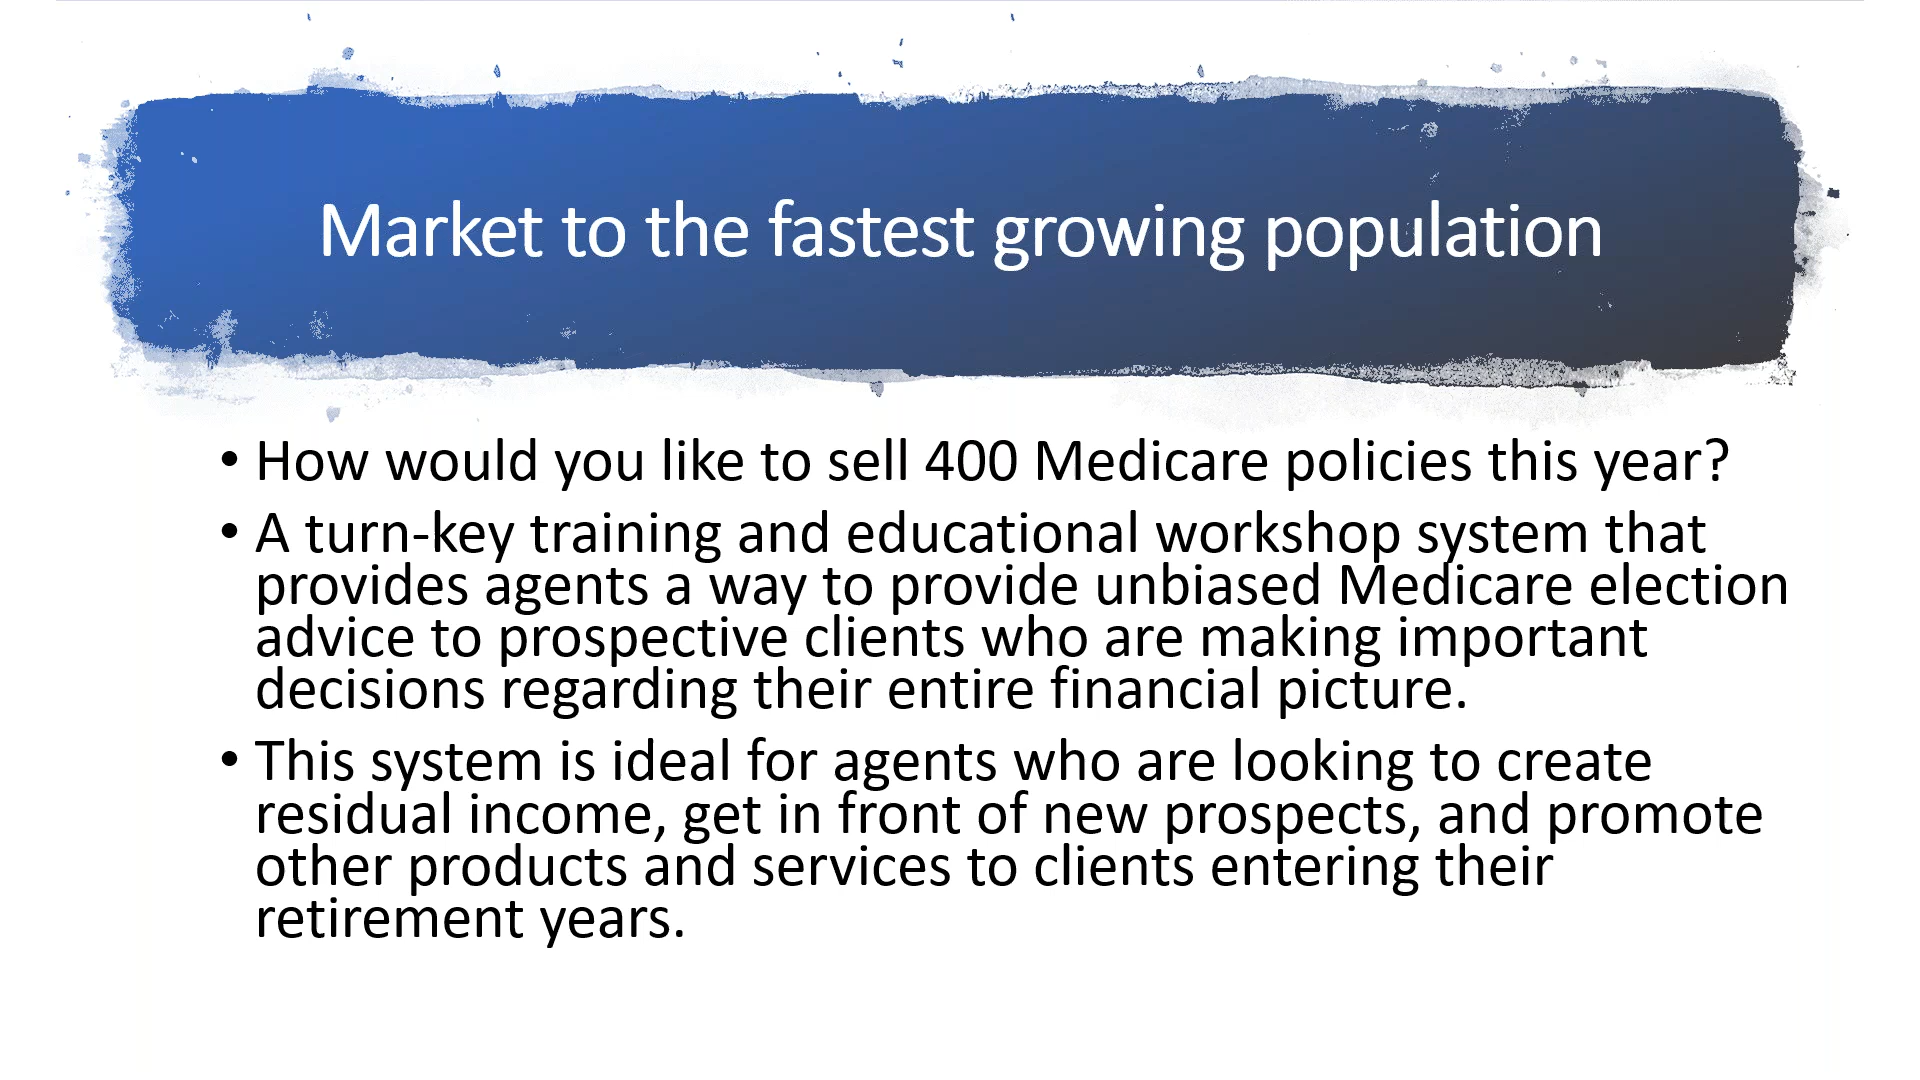 Market to the fastest growing population
• How would you like to sell 400 Medicare policies this year?
• A turn-key training and educational workshop system that
provides agents a way to provide unbiased Medicare election
advice to prospective clients who are making important
decisions regarding their entire financial picture.
• This system is ideal for agents who are looking to create
residual income, get in front of new prospects, and promote
other products and services to clients entering their
retirement years.